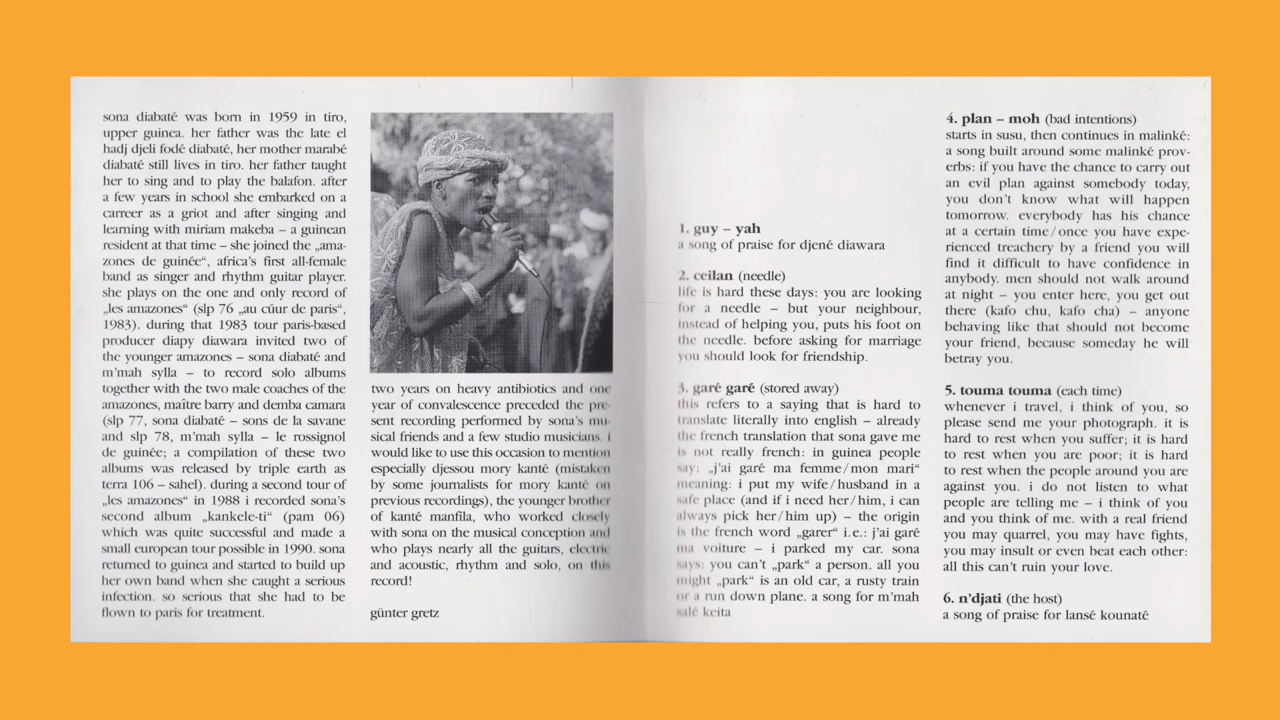 sona diabaté was born in 1959 in tiro,
upper guinea. her father was the late el
hadj djeli fodé diabaté, her mother marabé
diabaté still lives in tiro. her father taught
her to sing and to play the balafon. after
a few years in school she embarked on a
carreer as a griot and after singing and
learning with miriam makeba – a guinean
resident at that time – she joined the „ama-
zones de guinée“, africa's first all-female
band as singer and rhythm guitar player.
she plays on the one and only record of
„les amazones“ (slp 76 „au cúur de paris“,
1983). during that 1983 tour paris-based
producer diapy diawara invited two of
the younger amazones – sona diabaté and
m'mah sylla – to record solo albums
together with the two male coaches of the
amazones, maître barry and demba camara
(slp 77, sona diabaté – sons de la savane
and slp 78, m'mah sylla – le rossignol
de guinée; a compilation of these two
albums was released by triple earth as
terra 106 – sahel). during a second tour of
„les amazones“ in 1988 i recorded sona's
second album „kankele-ti“ (pam 06)
which was quite successful and made a
small european tour possible in 1990. sona
returned to guinea and started to build up
her own band when she caught a serious
infection. so serious that she had to be
flown to paris for treatment.
two years on heavy antibiotics and one
year of convalescence preceded the pre-
sent recording performed by sona's mu-
sical friends and a few studio musicians. i
would like to use this occasion to mention
especially djessou mory kanté (mistaken
by some journalists for mory kanté on
previous recordings), the younger brother
of kanté manfila, who worked closely
with sona on the musical conception and
who plays nearly all the guitars, electric
and acoustic, rhythm and solo, on this
record!
günter gretz
1. guy – yah
a song of praise for djené diawara
2. ceilan (needle)
life is hard these days: you are looking
for a needle – but your neighbour,
instead of helping you, puts his foot on
the needle. before asking for marriage
you should look for friendship.
3. garé garé (stored away)
this refers to a saying that is hard to
translate literally into english – already
the french translation that sona gave me
is not really french: in guinea people
say: „j'ai garé ma femme/mon mari“
meaning: i put my wife/husband in a
safe place (and if i need her/him, i can
always pick her/him up) – the origin
is the french word „garer“ i.e.: j'ai garé
ma voiture – i parked my car. sona
says: you can't „park“ a person. all you
might „park“ is an old car, a rusty train
or a run down plane. a song for m'mah
salé keita
4. plan – moh (bad intentions)
starts in susu, then continues in malinké:
a song built around some malinké prov-
erbs: if you have the chance to carry out
an evil plan against somebody today,
you don't know what will happen
tomorrow. everybody has his chance
at a certain time/once you have expe-
rienced treachery by a friend you will
find it difficult to have confidence in
anybody. men should not walk around
at night – you enter here, you get out
there (kafo chu, kafo cha) – anyone
behaving like that should not become
your friend, because someday he will
betray you.
5. touma touma (each time)
whenever i travel, i think of you, so
please send me your photograph. it is
hard to rest when you suffer; it is hard
to rest when you are poor; it is hard
to rest when the people around you are
against you. i do not listen to what
people are telling me – i think of you
and you think of me. with a real friend
you may quarrel, you may have fights,
you may insult or even beat each other:
all this can't ruin your love.
6. n'djati (the host)
a song of praise for lansé kounaté